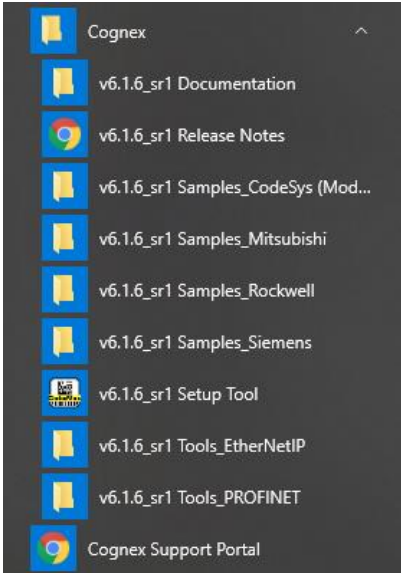 Cognex
v6.1.6_sr1 Documentation
v6.1.6_sr1 Release Notes
v6.1.6_sr1 Samples_CodeSys (Mod...
v6.1.6_sr1 Samples_Mitsubishi
v6.1.6_sr1 Samples_Rockwell
v6.1.6_sr1 Samples_Siemens
v6.1.6_sr1 Setup Tool
v6.1.6_sr1 Tools_EtherNetIP
v6.1.6_sr1 Tools_PROFINET
Cognex Support Portal